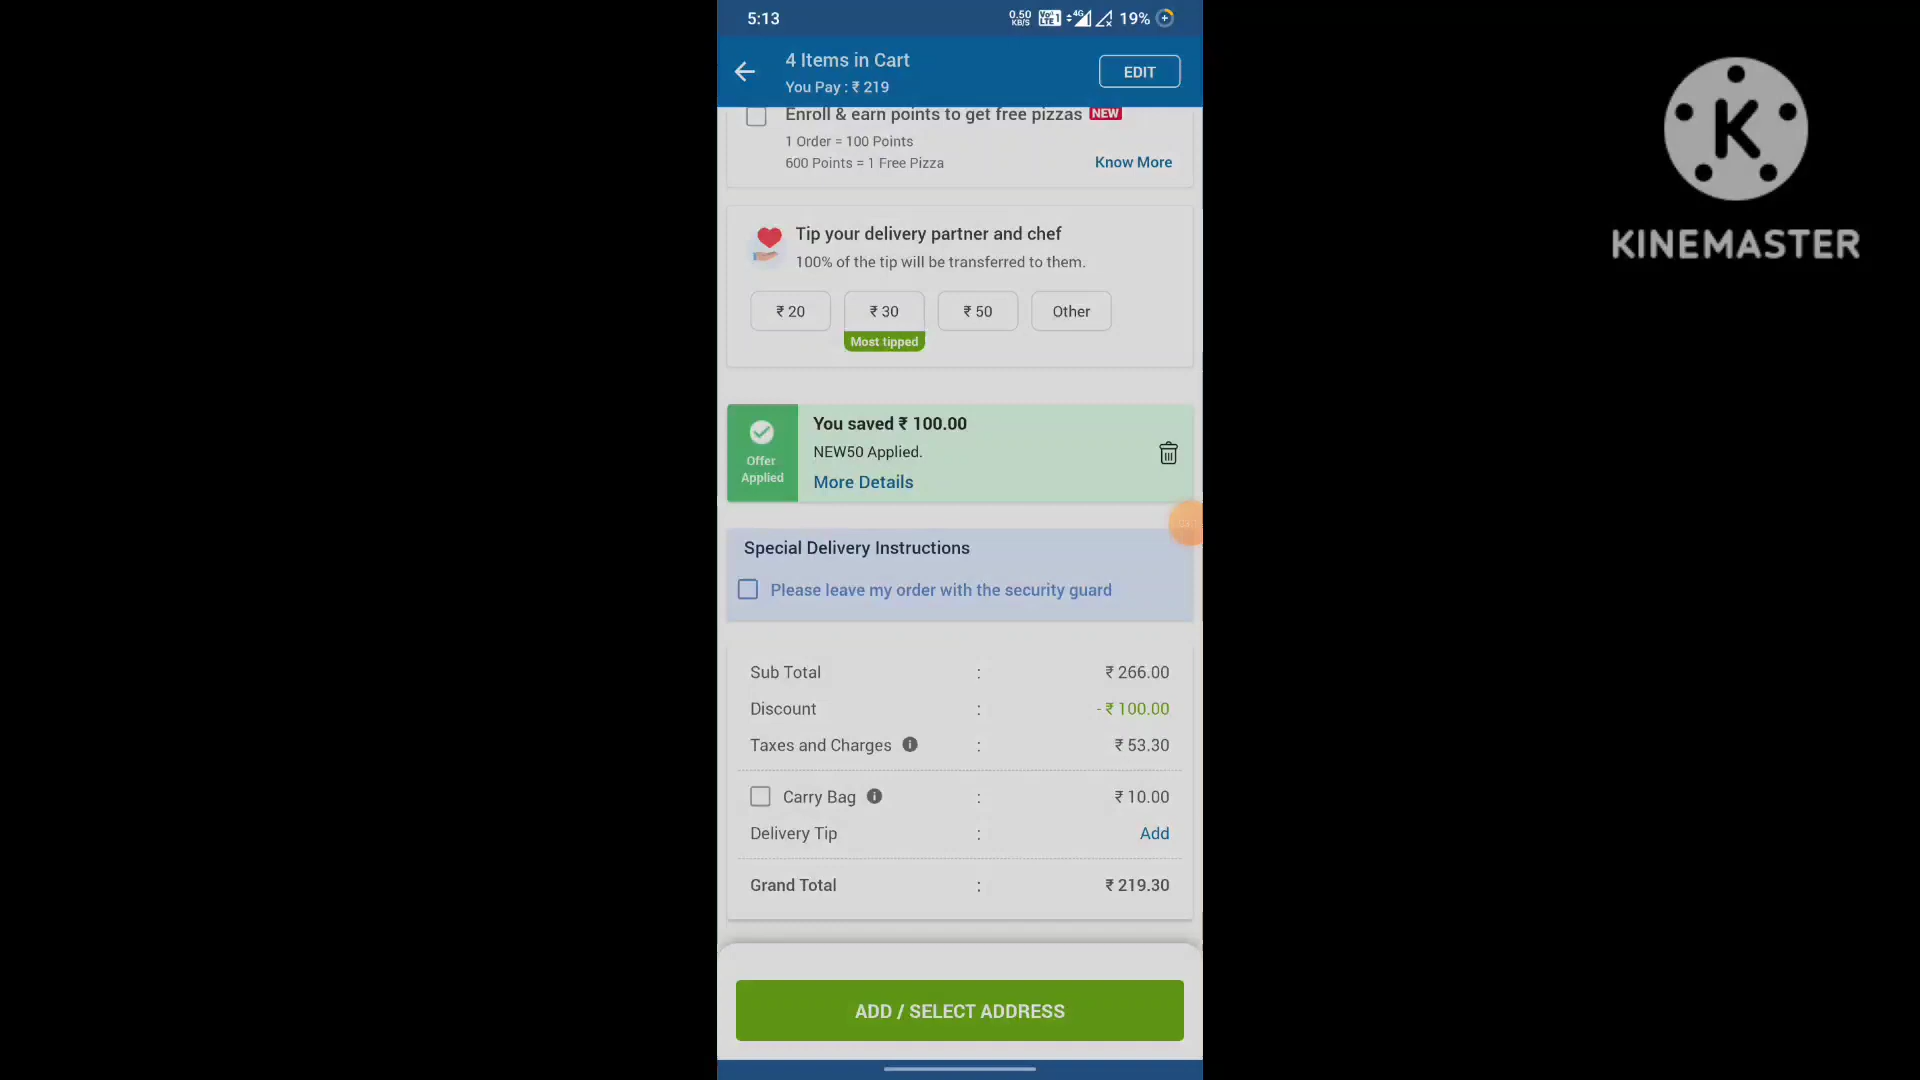 5:13
0.50 KB/S 4G 19%
4 Items in Cart
You Pay : ₹ 219
EDIT
Enroll & earn points to get free pizzas NEW
1 Order = 100 Points
600 Points = 1 Free Pizza
Know More
Tip your delivery partner and chef
100% of the tip will be transferred to them.
₹ 20
₹ 30
₹ 50
Other
Most tipped
Offer Applied
You saved ₹ 100.00
NEW50 Applied.
More Details
Special Delivery Instructions
Please leave my order with the security guard
Sub Total : ₹ 266.00
Discount : - ₹ 100.00
Taxes and Charges : ₹ 53.30
Carry Bag : ₹ 10.00
Delivery Tip : Add
Grand Total : ₹ 219.30
ADD / SELECT ADDRESS
K
KINEMASTER